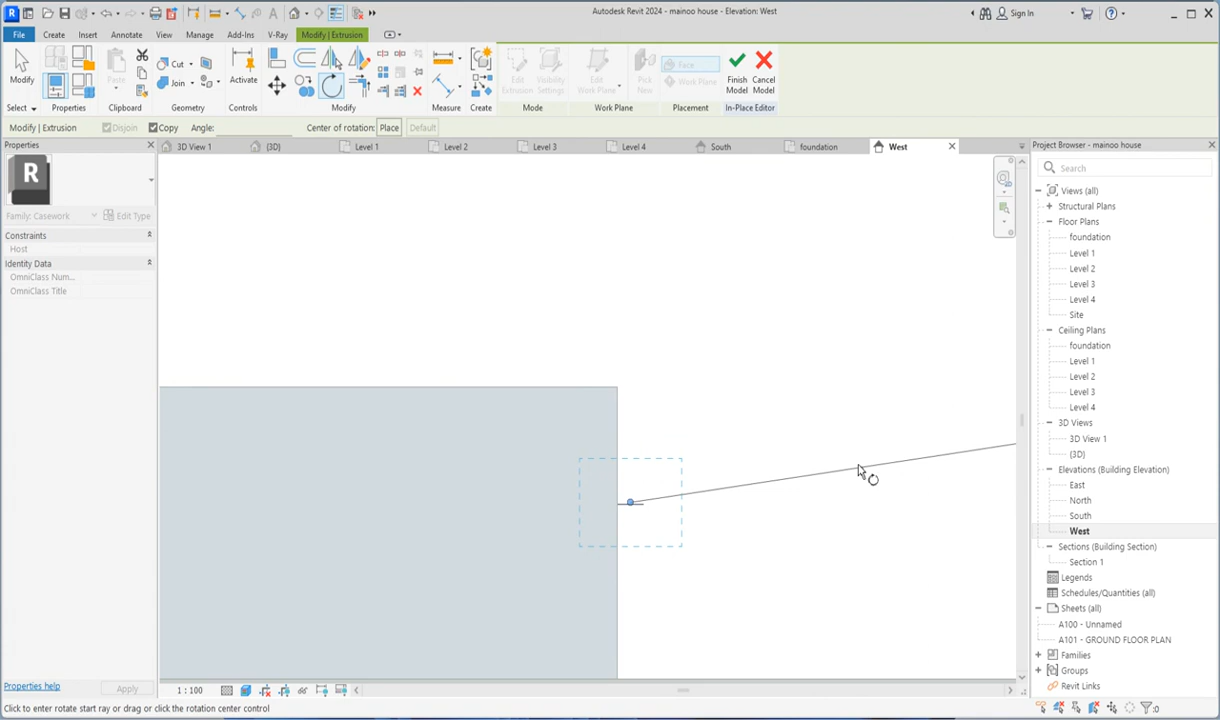 Autodesk Revit 2024 - mainoo house - Elevation: West
Sign In
File Create Insert Annotate View Manage Add-Ins V-Ray Modify | Extrusion
Modify
Paste
Cut
Join
Activate
Edit Extrusion
Visibility Settings
Edit Work Plane
Pick New
Face
Work Plane
Finish Model
Cancel Model
Select Properties Clipboard Geometry Controls Modify Measure Create Mode Work Plane Placement In-Place Editor
Modify | Extrusion Disjoin Copy Angle: Center of rotation: Place Default
Properties
3D View 1 {3D} Level 1 Level 2 Level 3 Level 4 South foundation West
Project Browser - mainoo house
R
Search
Family: Casework Edit Type
Constraints
Host
Identity Data
OmniClass Num...
OmniClass Title
Views (all)
Structural Plans
Floor Plans
foundation
Level 1
Level 2
Level 3
Level 4
Site
Ceiling Plans
foundation
Level 1
Level 2
Level 3
Level 4
3D Views
3D View 1
{3D}
Elevations (Building Elevation)
East
North
South
West
Sections (Building Section)
Section 1
Legends
Schedules/Quantities (all)
Sheets (all)
A100 - Unnamed
A101 - GROUND FLOOR PLAN
Families
Groups
Revit Links
Properties help Apply
1 : 100
Click to enter rotate start ray or drag or click the rotation center control
:0